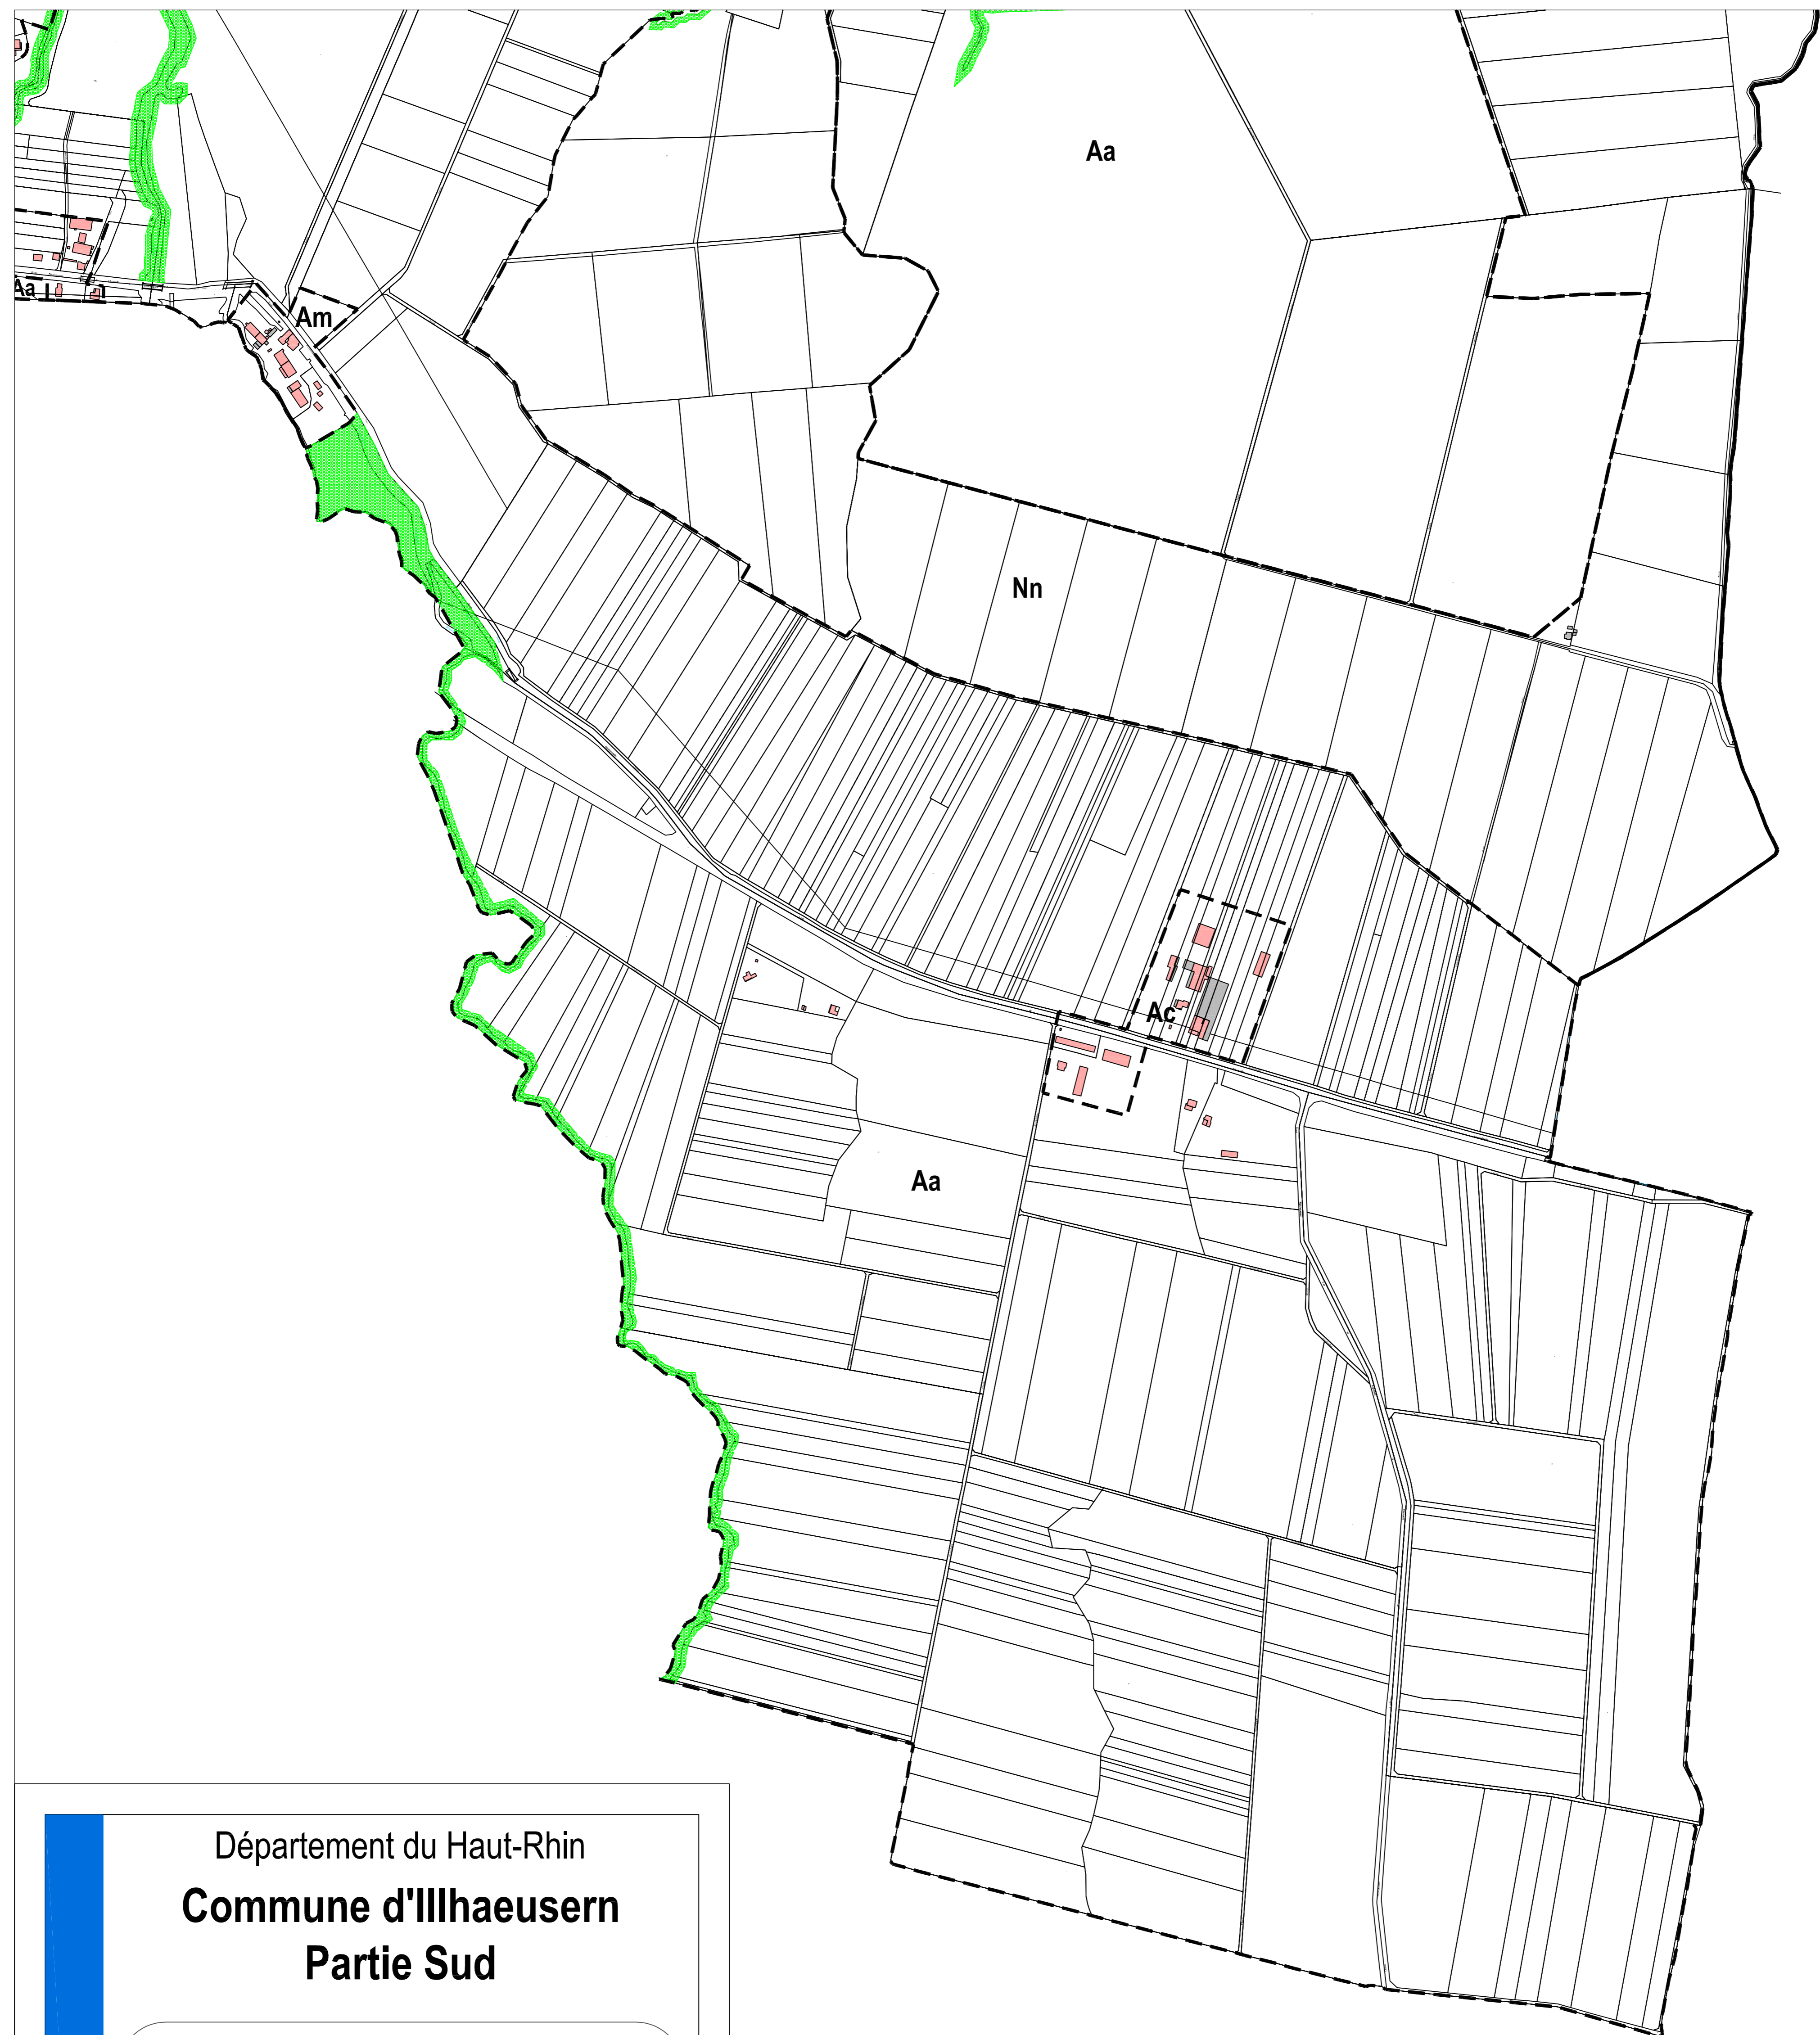 Aa
Aa
Am
Nn
Ac
Aa
Département du Haut-Rhin
Commune d'Illhaeusern
Partie Sud